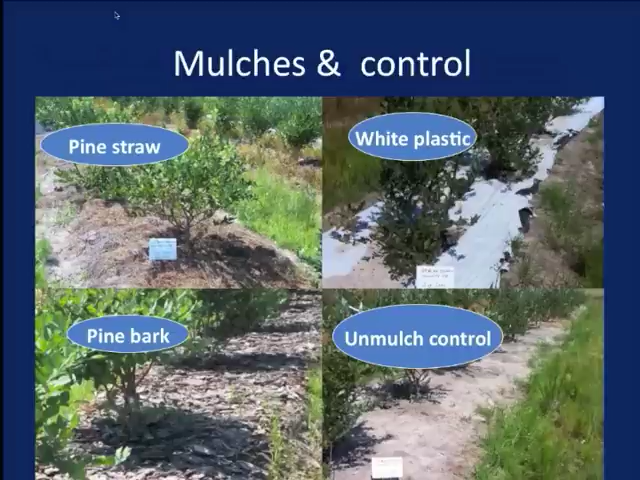 Mulches & control
Pine straw
White plastic
Pine bark
Unmulch control